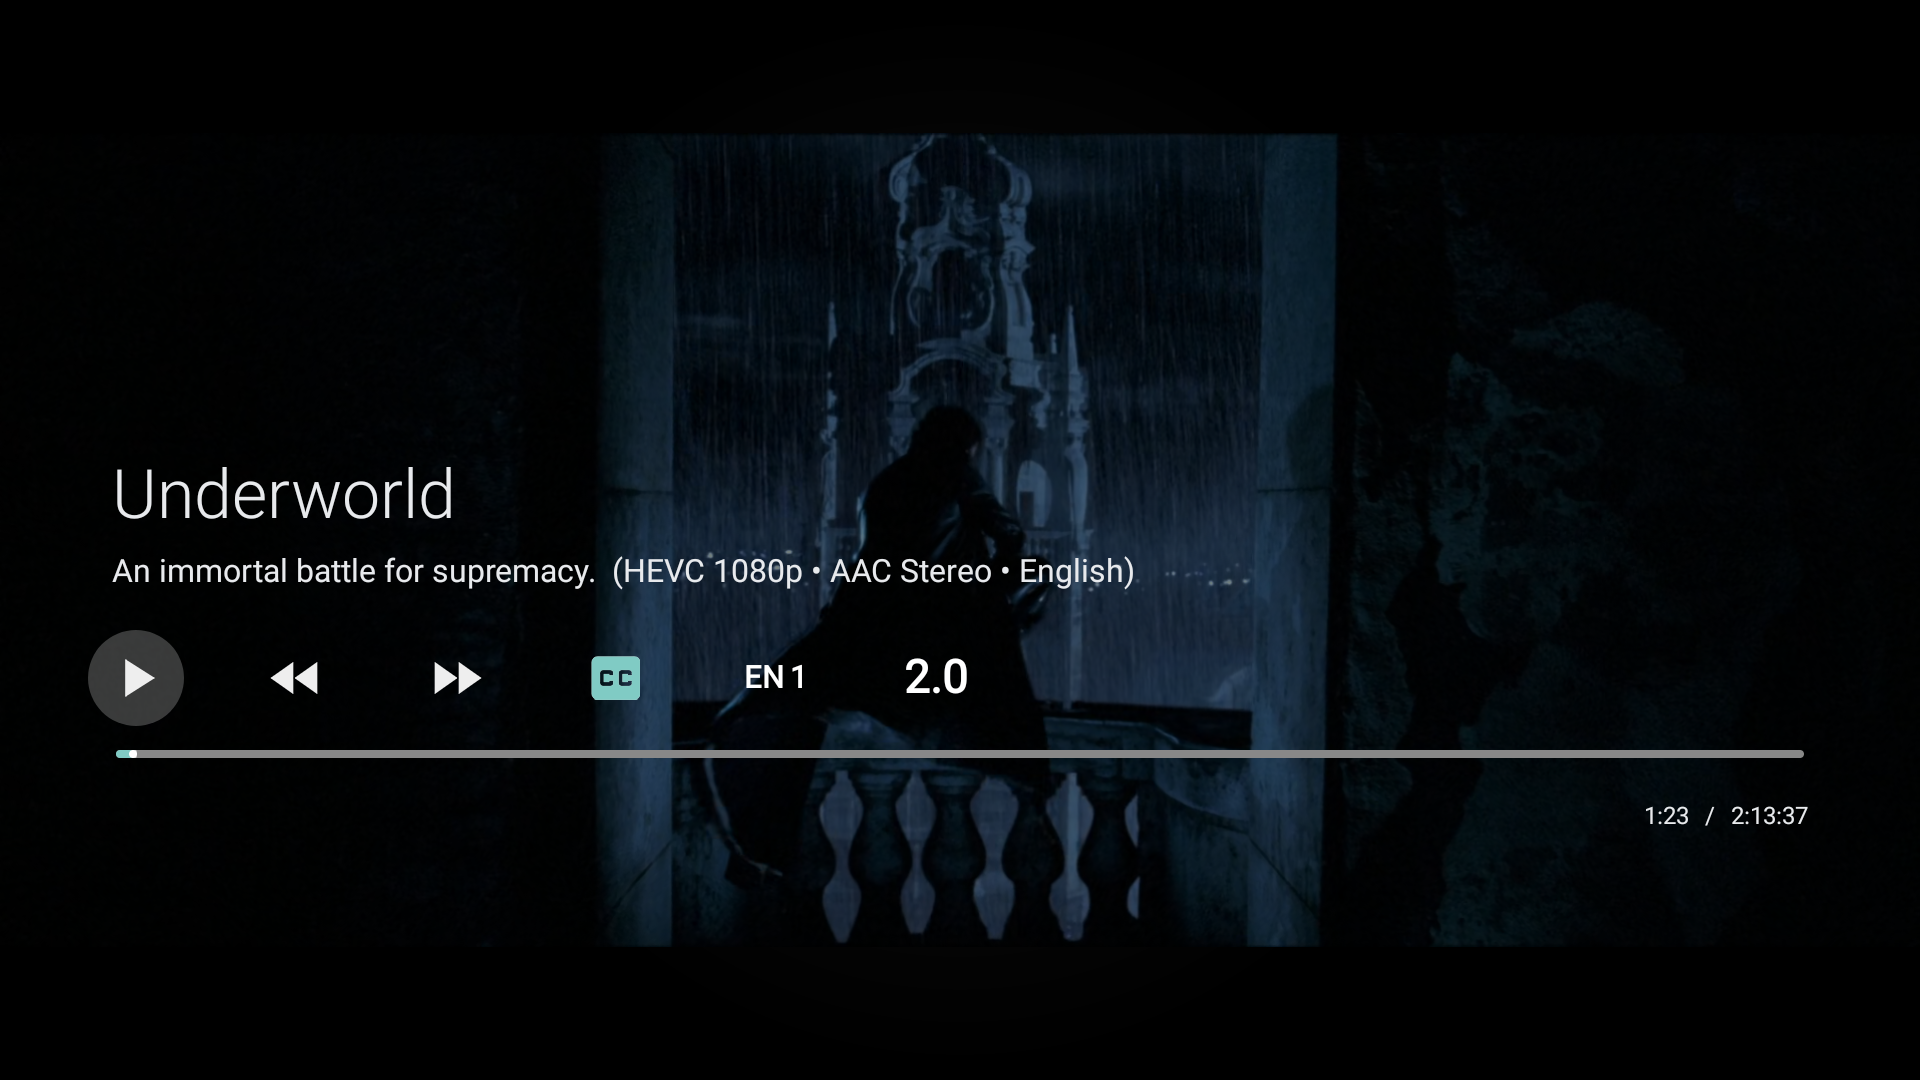 Underworld
An immortal battle for supremacy. (HEVC 1080p • AAC Stereo • English)
CC EN 1 2.0
1:23 / 2:13:37